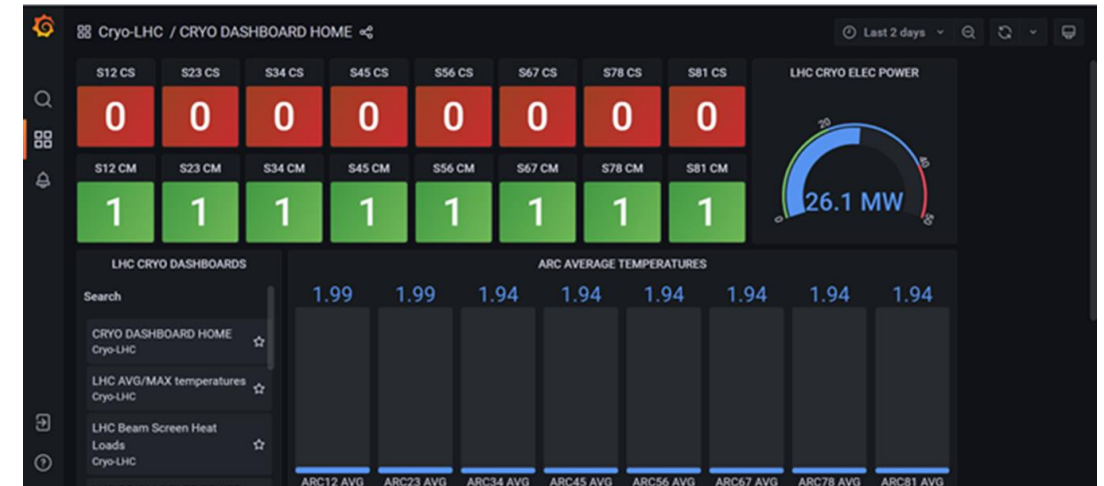 Cryo-LHC / CRYO DASHBOARD HOME
Last 2 days
S12 CS S23 CS S34 CS S45 CS S56 CS S67 CS S78 CS S81 CS
0 0 0 0 0 0 0 0
S12 CM S23 CM S34 CM S45 CM S56 CM S67 CM S78 CM S81 CM
1 1 1 1 1 1 1 1
LHC CRYO ELEC POWER
0 20 40 50
26.1 MW
LHC CRYO DASHBOARDS
Search
CRYO DASHBOARD HOME
Cryo-LHC
LHC AVG/MAX temperatures
Cryo-LHC
LHC Beam Screen Heat
Loads
Cryo-LHC
ARC AVERAGE TEMPERATURES
1.99 1.99 1.94 1.94 1.94 1.94 1.94 1.94
ARC12 AVG ARC23 AVG ARC34 AVG ARC45 AVG ARC56 AVG ARC67 AVG ARC78 AVG ARC81 AVG